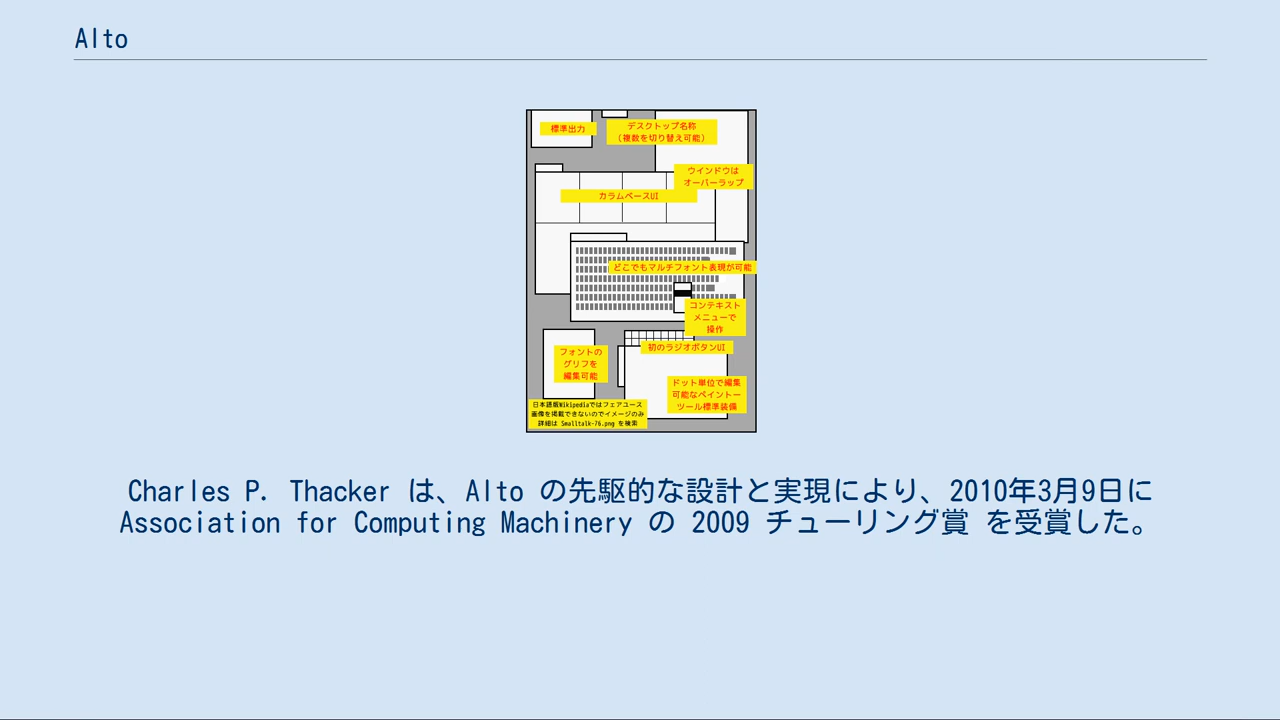 Alto
標準出力
デスクトップ名称
(複数を切り替え可能)
ウインドウは
オーバーラップ
カラムベースUI
どこでもマルチフォント表現が可能
コンテキスト
メニューで
操作
初のラジオボタンUI
フォントの
グリフを
編集可能
ドット単位で編集
可能なペイントー
ツール標準装備
日本語版Wikipediaではフェアユース
画像を掲載できないのでイメージのみ
詳細は Smalltalk-76.png を検索
Charles P. Thacker は、Alto の先駆的な設計と実現により、2010年3月9日に
Association for Computing Machinery の 2009 チューリング賞 を受賞した。